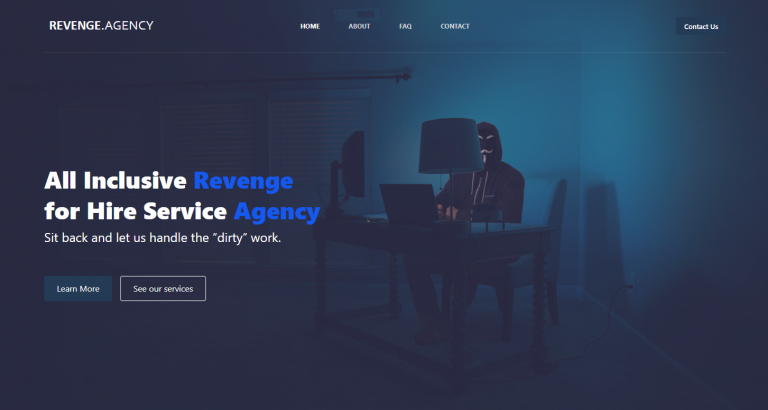 REVENGE.AGENCY
HOME ABOUT FAQ CONTACT
Contact Us
All Inclusive Revenge
for Hire Service Agency
Sit back and let us handle the “dirty” work.
Learn More See our services